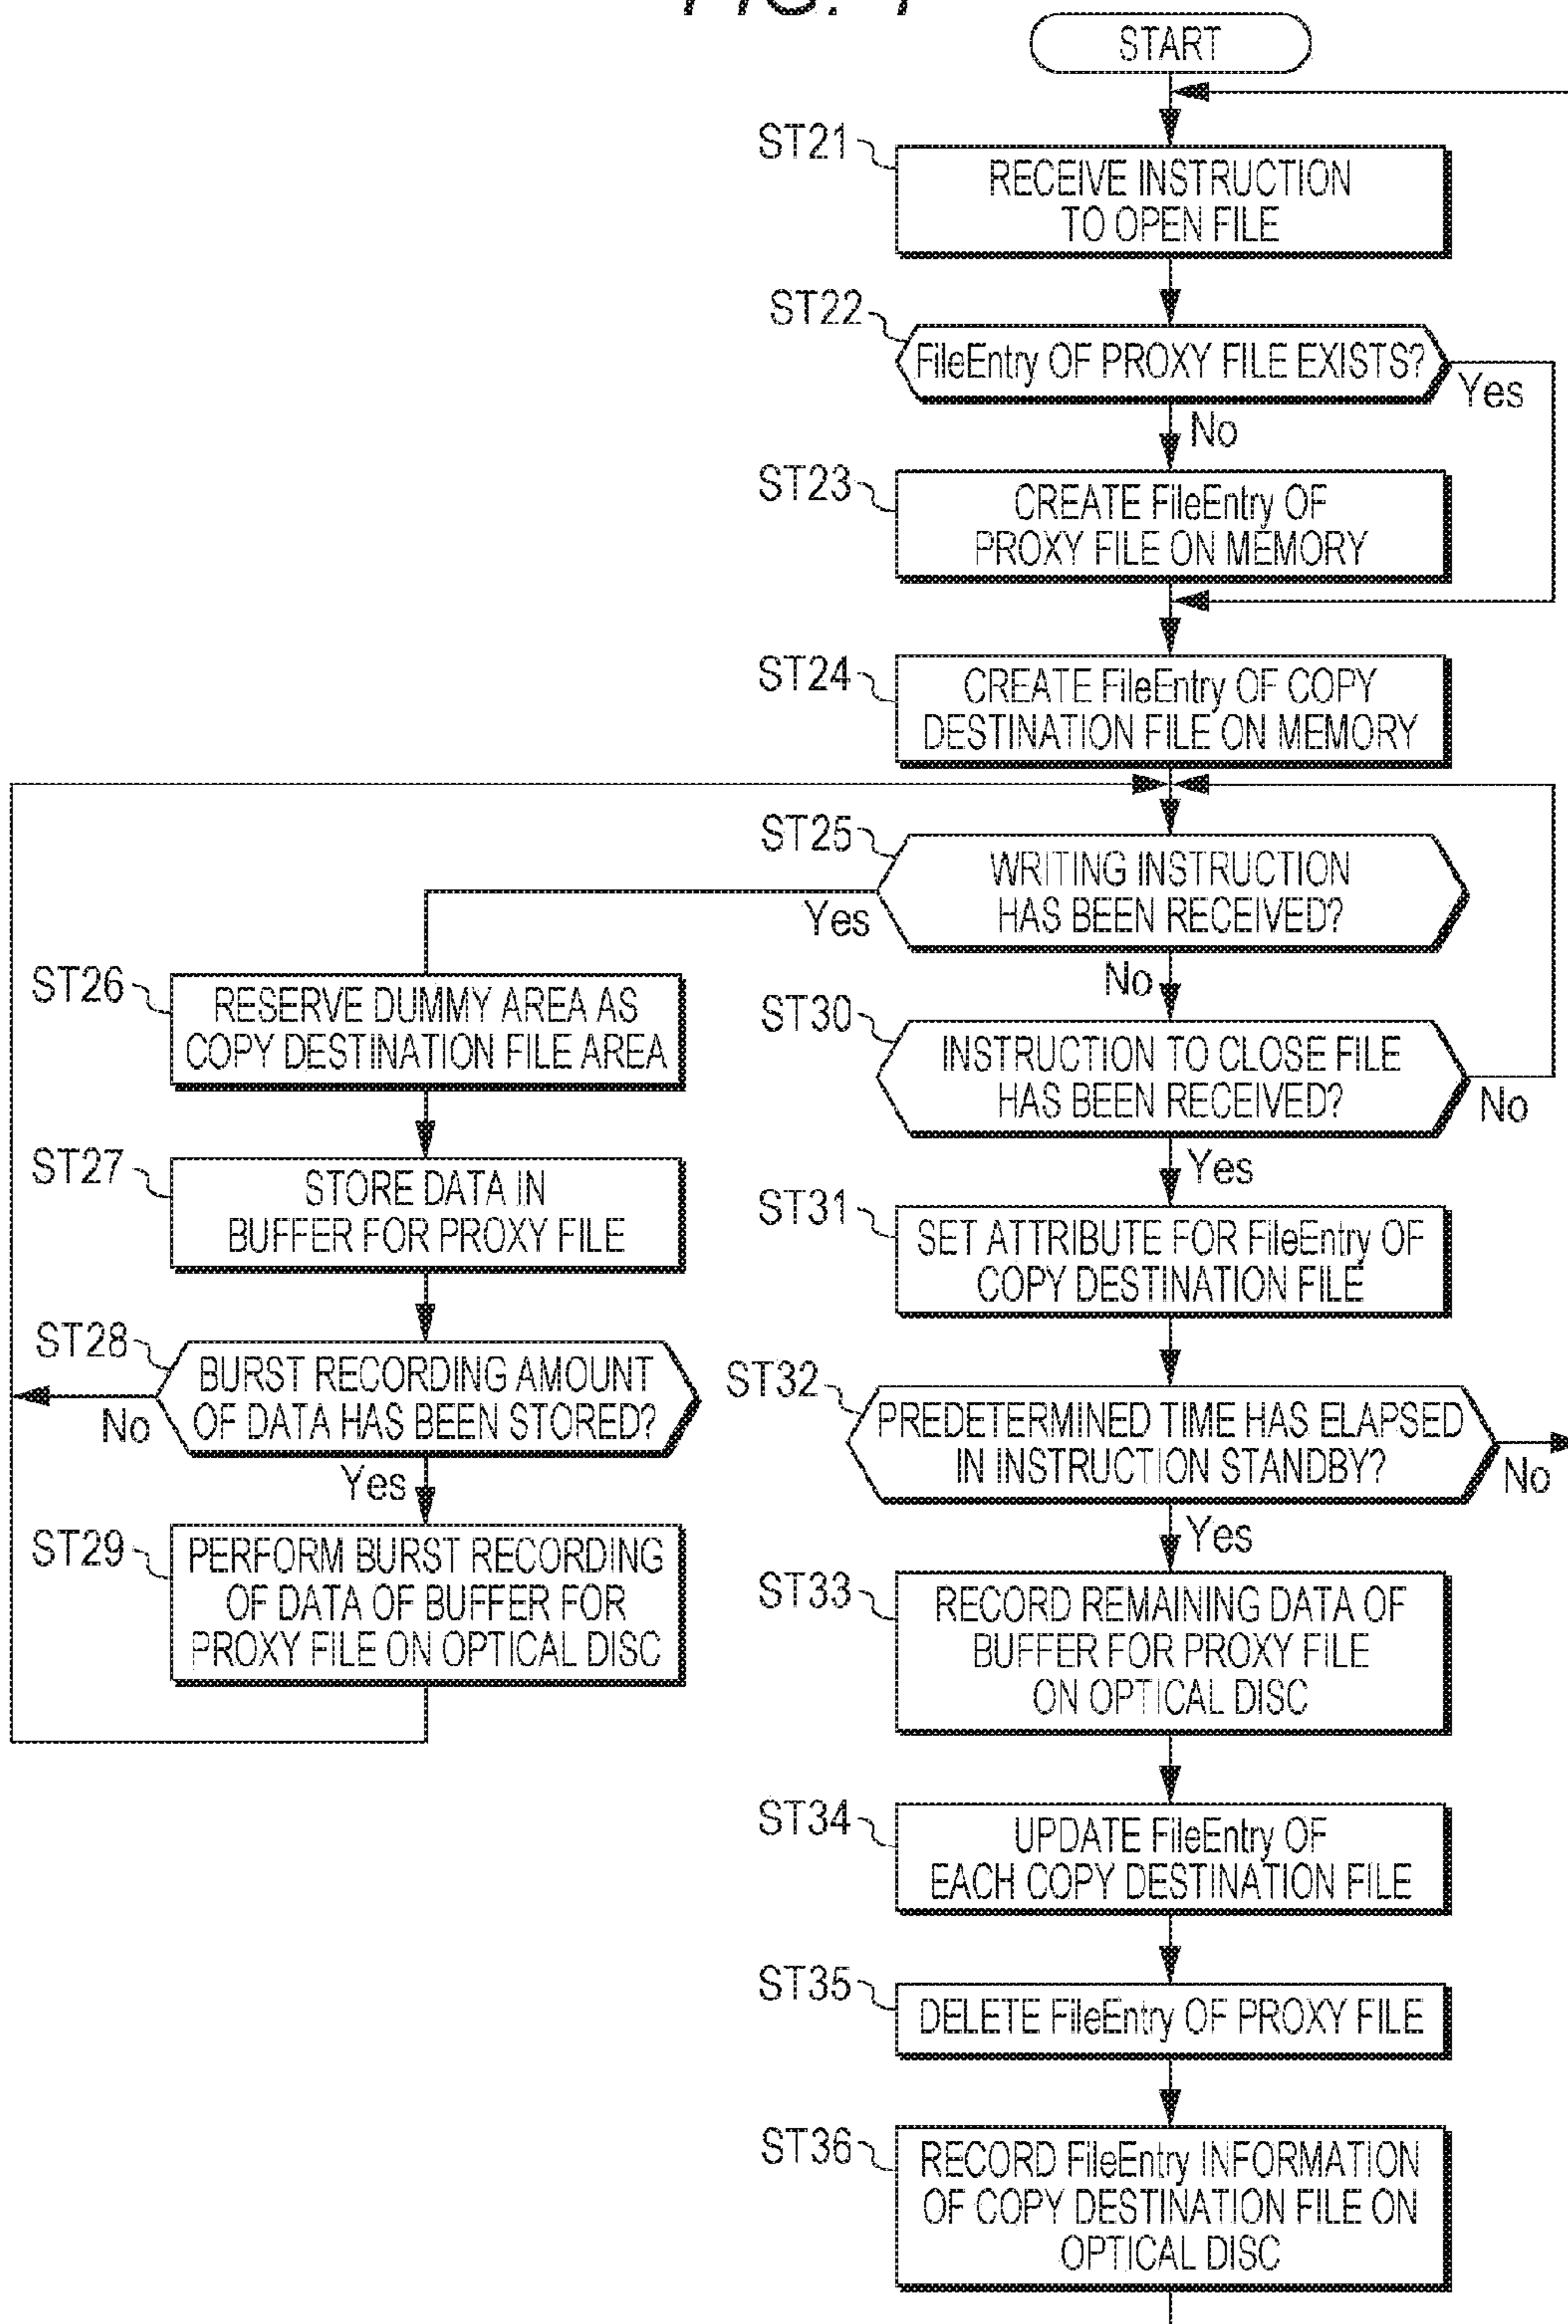 START
ST21
RECEIVE INSTRUCTION
TO OPEN FILE
ST22
FileEntry OF PROXY FILE EXISTS?
Yes
No
ST23
CREATE FileEntry OF
PROXY FILE ON MEMORY
ST24
CREATE FileEntry OF COPY
DESTINATION FILE ON MEMORY
ST25
WRITING INSTRUCTION
HAS BEEN RECEIVED?
Yes
No
ST26
RESERVE DUMMY AREA AS
COPY DESTINATION FILE AREA
ST27
STORE DATA IN
BUFFER FOR PROXY FILE
ST28
BURST RECORDING AMOUNT
OF DATA HAS BEEN STORED?
No
Yes
ST29
PERFORM BURST RECORDING
OF DATA OF BUFFER FOR
PROXY FILE ON OPTICAL DISC
ST30
INSTRUCTION TO CLOSE FILE
HAS BEEN RECEIVED?
No
Yes
ST31
SET ATTRIBUTE FOR FileEntry OF
COPY DESTINATION FILE
ST32
PREDETERMINED TIME HAS ELAPSED
IN INSTRUCTION STANDBY?
No
Yes
ST33
RECORD REMAINING DATA OF
BUFFER FOR PROXY FILE
ON OPTICAL DISC
ST34
UPDATE FileEntry OF
EACH COPY DESTINATION FILE
ST35
DELETE FileEntry OF PROXY FILE
ST36
RECORD FileEntry INFORMATION
OF COPY DESTINATION FILE ON
OPTICAL DISC